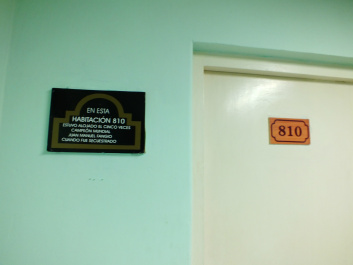 EN ESTA
HABITACIÓN 810
ESTUVO ALOJADO EL CINCO VECES
CAMPEÓN MUNDIAL
JUAN MANUEL FANGIO
CUANDO FUE SECUESTRADO
810